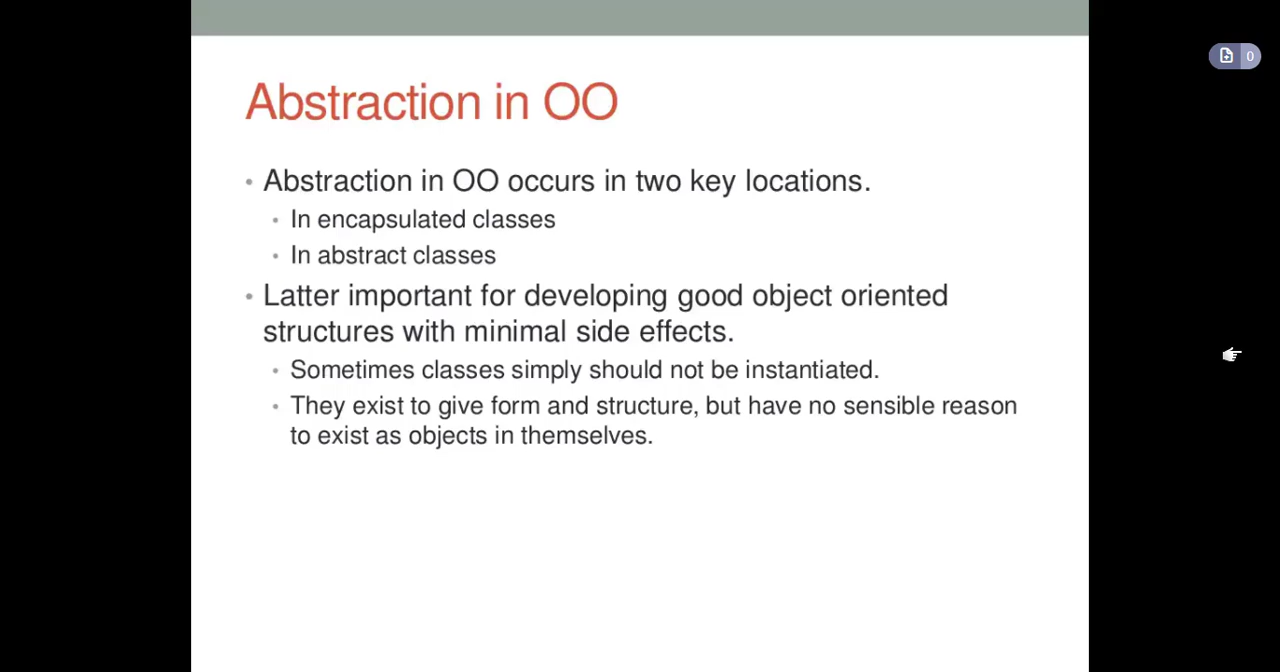 Abstraction in OO
• Abstraction in OO occurs in two key locations.
• In encapsulated classes
• In abstract classes
• Latter important for developing good object oriented
structures with minimal side effects.
• Sometimes classes simply should not be instantiated.
• They exist to give form and structure, but have no sensible reason
to exist as objects in themselves.
0